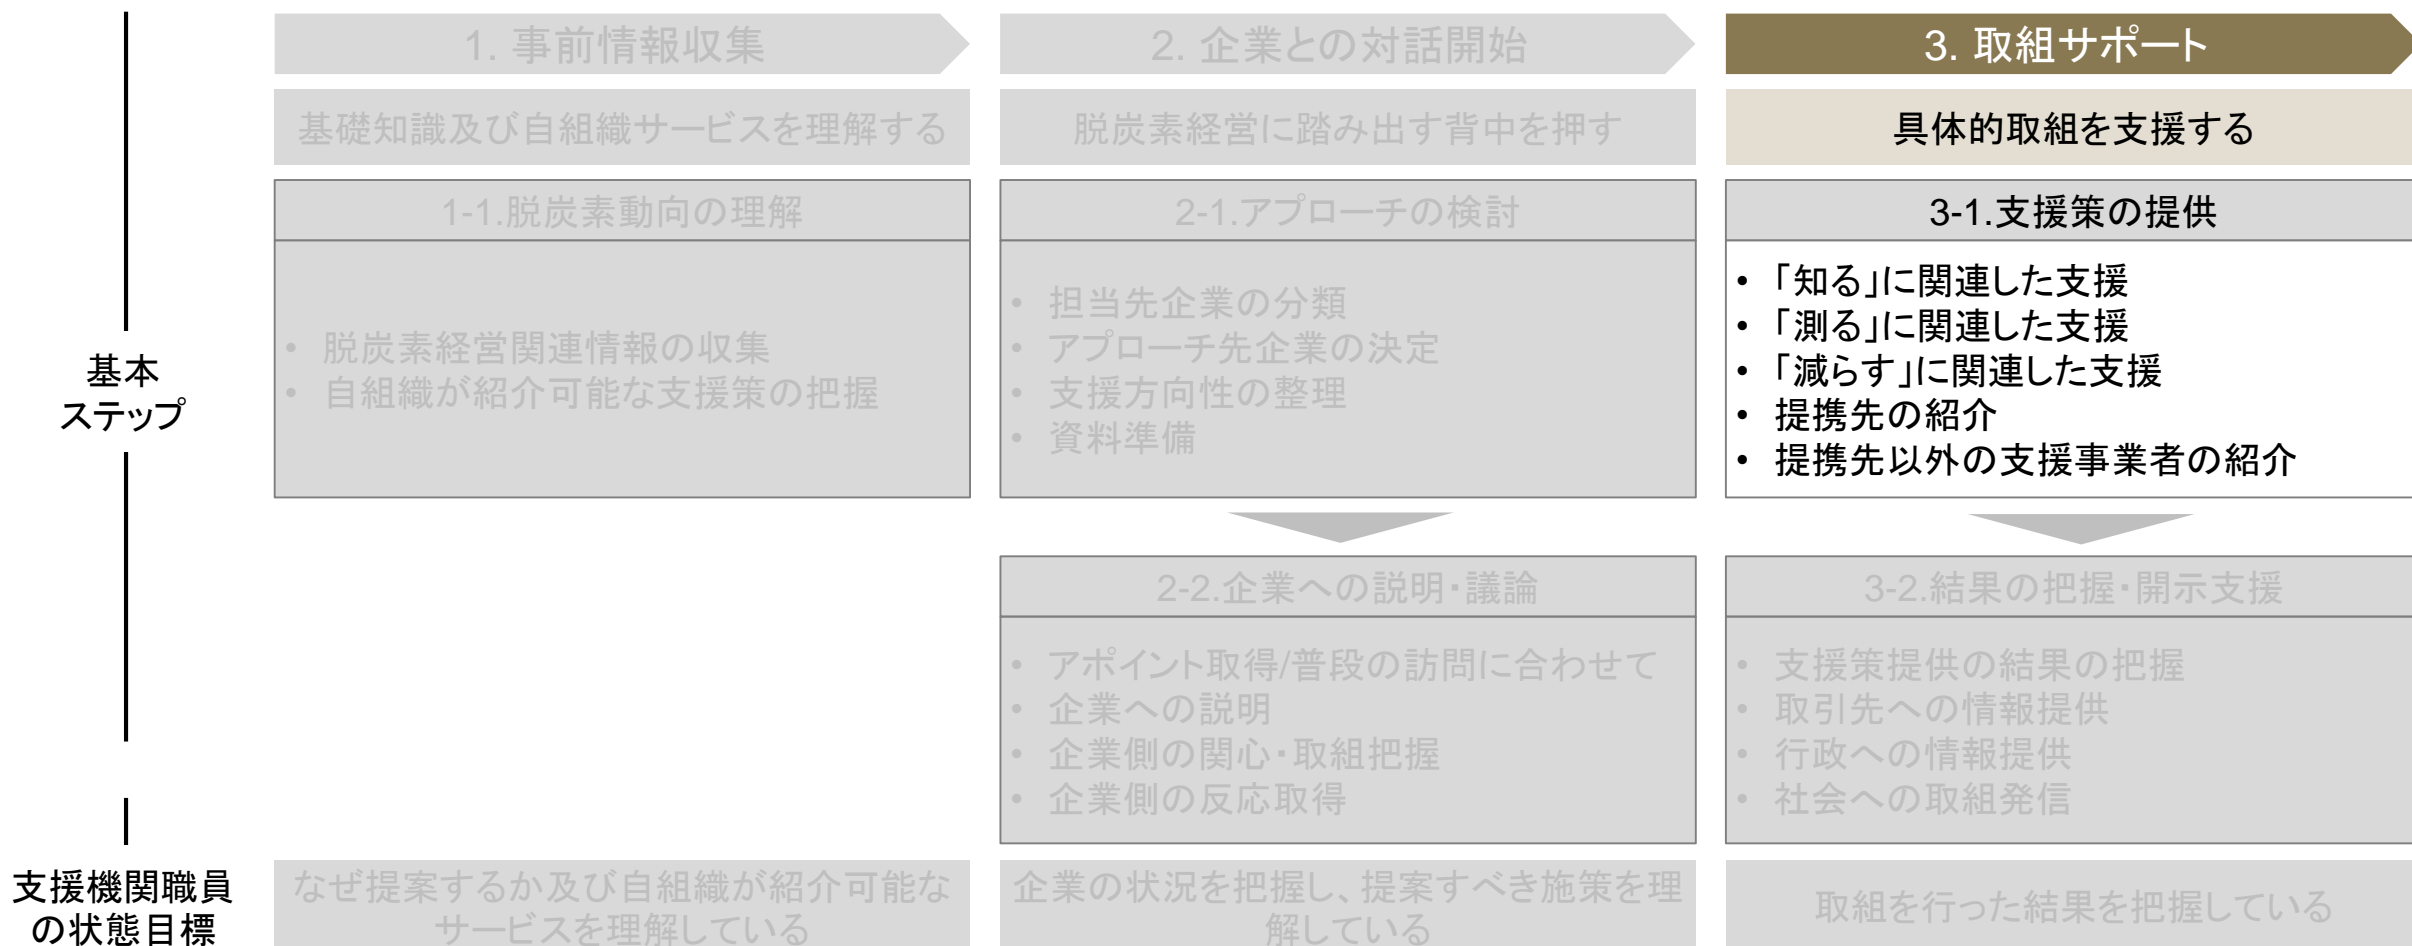 1. 事前情報収集
2. 企業との対話開始
3. 取組サポート
基礎知識及び自組織サービスを理解する
脱炭素経営に踏み出す背中を押す
具体的取組を支援する
基本
ステップ
1-1.脱炭素動向の理解
• 脱炭素経営関連情報の収集
• 自組織が紹介可能な支援策の把握
2-1.アプローチの検討
• 担当先企業の分類
• アプローチ先企業の決定
• 支援方向性の整理
• 資料準備
3-1.支援策の提供
• 「知る」に関連した支援
• 「測る」に関連した支援
• 「減らす」に関連した支援
• 提携先の紹介
• 提携先以外の支援事業者の紹介
2-2.企業への説明・議論
• アポイント取得/普段の訪問に合わせて
• 企業への説明
• 企業側の関心・取組把握
• 企業側の反応取得
3-2.結果の把握・開示支援
• 支援策提供の結果の把握
• 取引先への情報提供
• 行政への情報提供
• 社会への取組発信
支援機関職員
の状態目標
なぜ提案するか及び自組織が紹介可能な
サービスを理解している
企業の状況を把握し、提案すべき施策を理
解している
取組を行った結果を把握している